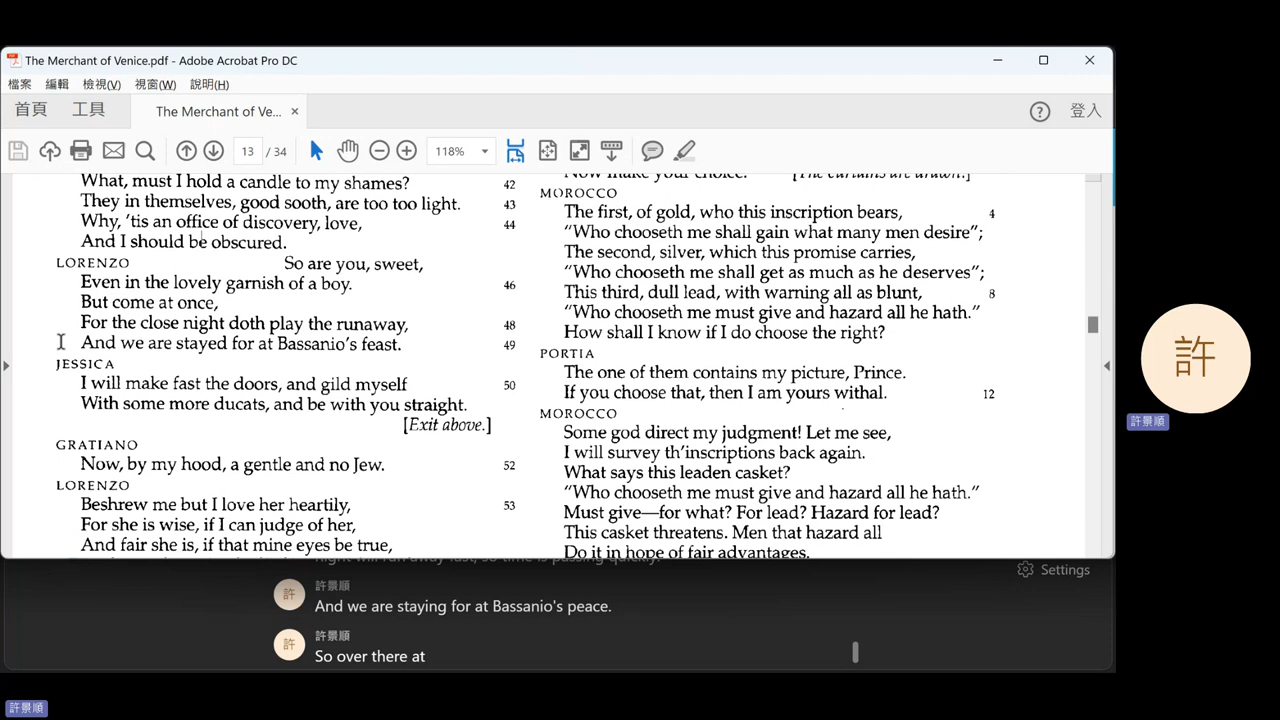 The Merchant of Venice.pdf - Adobe Acrobat Pro DC
檔案 編輯 檢視(V) 視窗(W) 說明(H)
首頁 工具 The Merchant of Ve... × 登入
13 / 34 118%
What, must I hold a candle to my shames? 42
They in themselves, good sooth, are too too light. 43
Why, 'tis an office of discovery, love, 44
And I should be obscured.
LORENZO So are you, sweet,
Even in the lovely garnish of a boy. 46
But come at once,
For the close night doth play the runaway, 48
And we are stayed for at Bassanio's feast. 49
JESSICA
I will make fast the doors, and gild myself 50
With some more ducats, and be with you straight.
[Exit above.]
GRATIANO
Now, by my hood, a gentle and no Jew. 52
LORENZO
Beshrew me but I love her heartily, 53
For she is wise, if I can judge of her,
And fair she is, if that mine eyes be true,
Now make your choice. [The curtains are drawn.]
MOROCCO
The first, of gold, who this inscription bears, 4
"Who chooseth me shall gain what many men desire";
The second, silver, which this promise carries,
"Who chooseth me shall get as much as he deserves";
This third, dull lead, with warning all as blunt, 8
"Who chooseth me must give and hazard all he hath."
How shall I know if I do choose the right?
PORTIA
The one of them contains my picture, Prince.
If you choose that, then I am yours withal. 12
MOROCCO
Some god direct my judgment! Let me see,
I will survey th'inscriptions back again.
What says this leaden casket?
"Who chooseth me must give and hazard all he hath."
Must give—for what? For lead? Hazard for lead?
This casket threatens. Men that hazard all
Do it in hope of fair advantages.
Settings
許景順
許 And we are staying for at Bassanio's peace.
許景順
許 So over there at
許
許景順
許景順